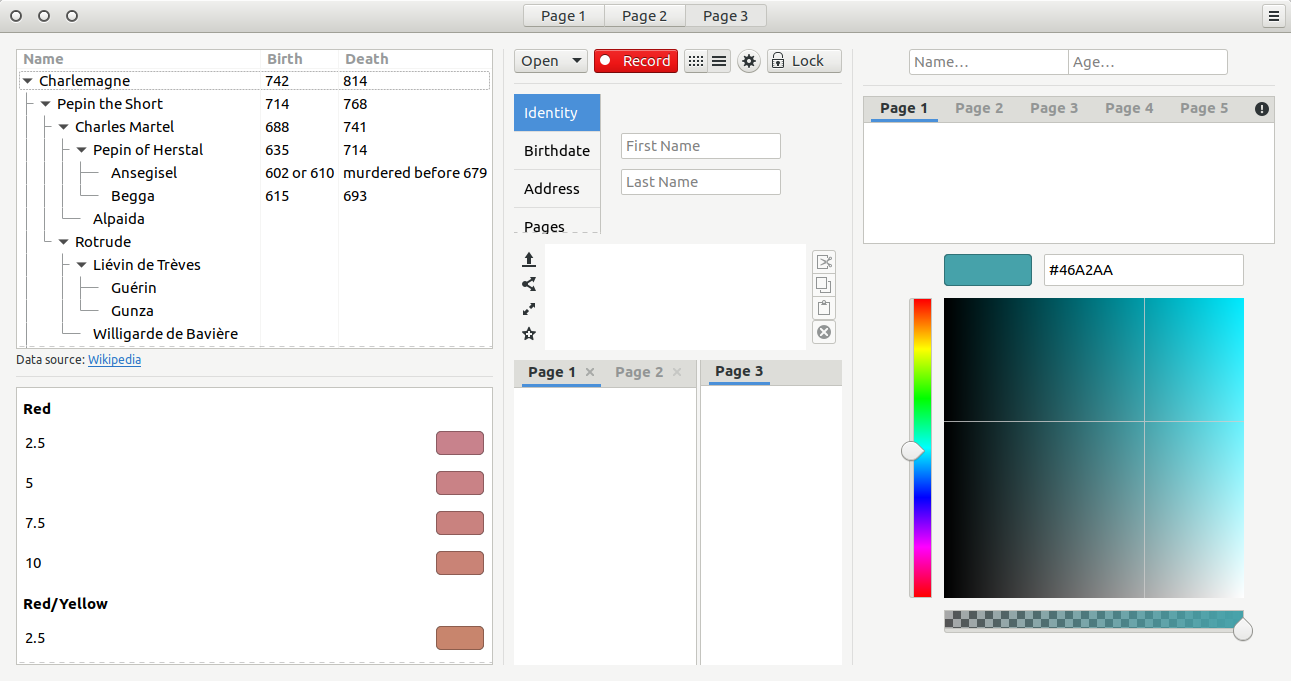 Page 1 Page 2 Page 3
Name Birth Death
Charlemagne 742 814
Pepin the Short 714 768
Charles Martel 688 741
Pepin of Herstal 635 714
Ansegisel 602 or 610 murdered before 679
Begga 615 693
Alpaida
Rotrude
Liévin de Trèves
Guérin
Gunza
Willigarde de Bavière
Data source: Wikipedia
Red
2.5
5
7.5
10
Red/Yellow
2.5
Open Record Lock
Identity
Birthdate
Address
Pages
First Name
Last Name
Page 1 Page 2 Page 3
Name... Age...
Page 1 Page 2 Page 3 Page 4 Page 5
#46A2AA